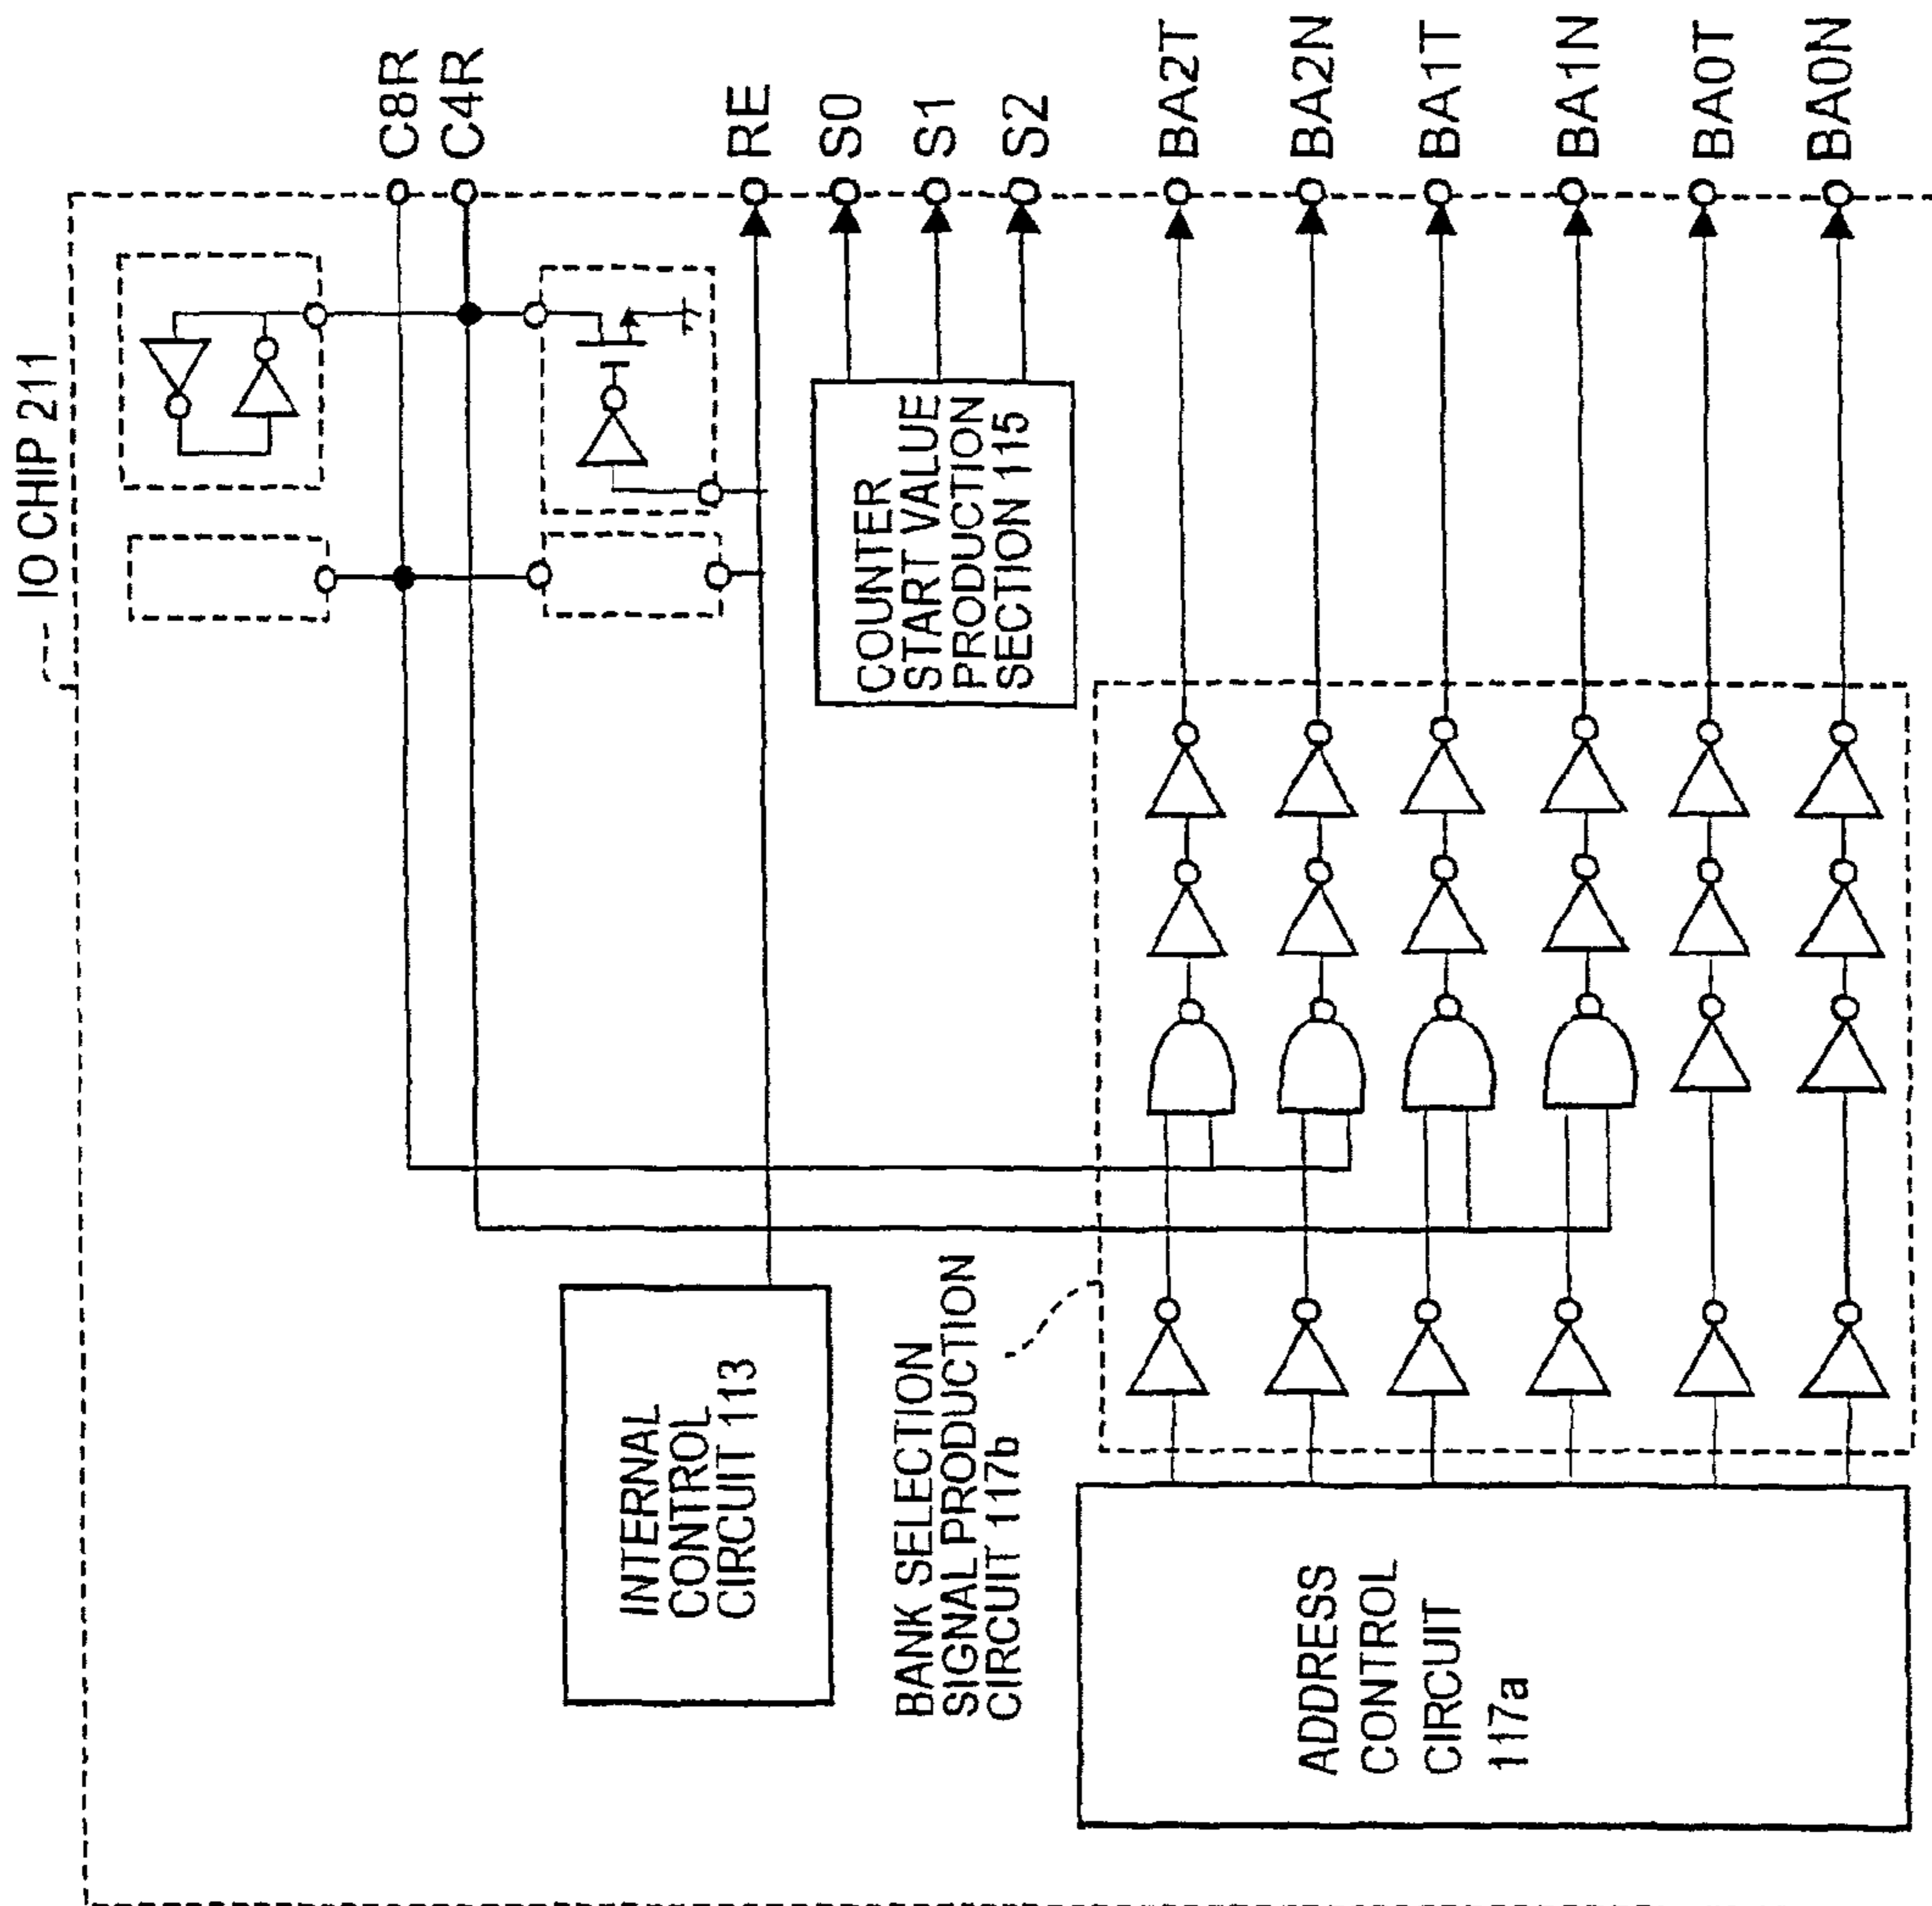 IO CHIP 211
C8R
C4R
RE
S0
S1
S2
BA2T
BA2N
BA1T
BA1N
BA0T
BA0N
COUNTER
START VALUE
PRODUCTION
SECTION 115
INTERNAL
CONTROL
CIRCUIT 113
BANK SELECTION
SIGNAL PRODUCTION
CIRCUIT 117b
ADDRESS
CONTROL
CIRCUIT
117a